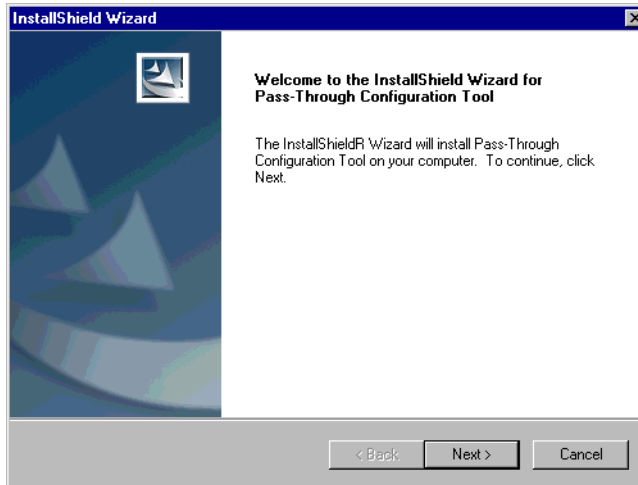 InstallShield Wizard
Welcome to the InstallShield Wizard for
Pass-Through Configuration Tool
The InstallShieldR Wizard will install Pass-Through
Configuration Tool on your computer.  To continue, click
Next.
< Back
Next >
Cancel